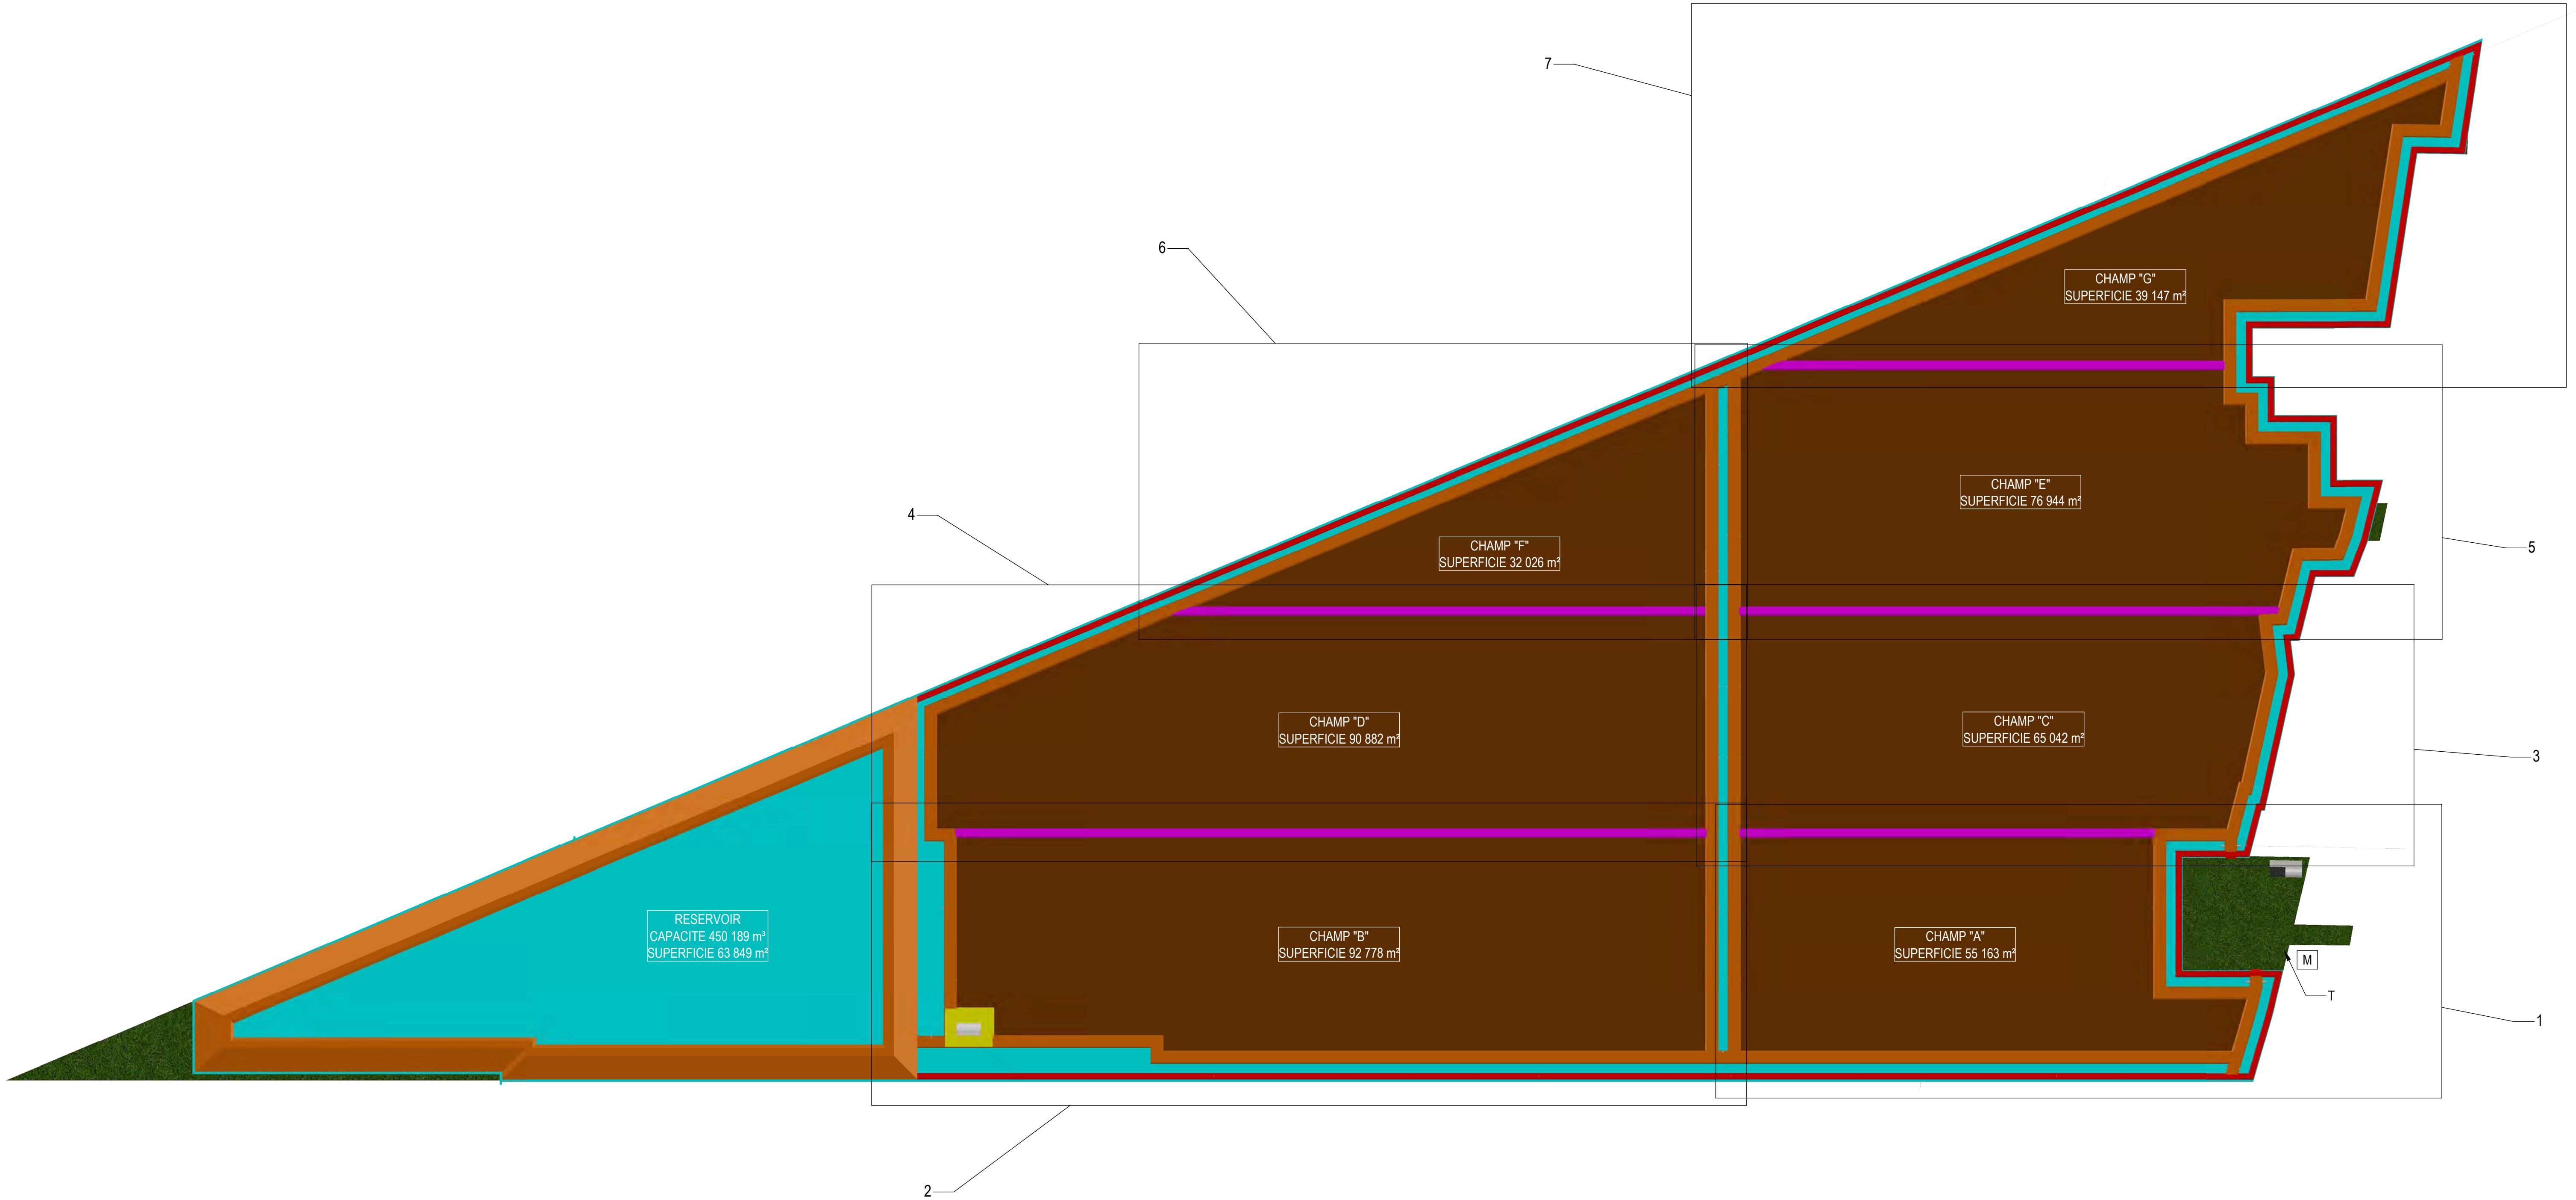 7
6
CHAMP "G"
SUPERFICIE 39 147 m²
4
CHAMP "E"
SUPERFICIE 76 944 m²
CHAMP "F"
SUPERFICIE 32 026 m²
5
CHAMP "D"
SUPERFICIE 90 882 m²
CHAMP "C"
SUPERFICIE 65 042 m²
3
RESERVOIR
CAPACITE 450 189 m³
SUPERFICIE 63 849 m²
CHAMP "B"
SUPERFICIE 92 778 m²
CHAMP "A"
SUPERFICIE 55 163 m²
M
T
1
2